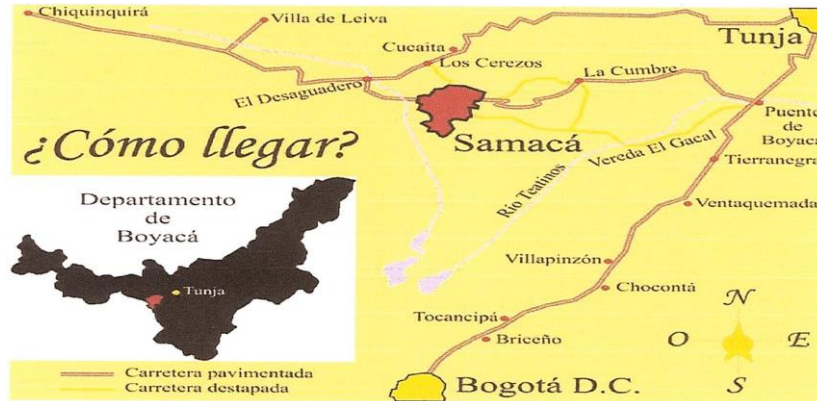 Chiquinquirá
Villa de Leiva
Cucaita
Los Cerezos
Tunja
La Cumbre
El Desaguadero
Samacá
Puente
de
Boyacá
¿Cómo llegar?
Vereda El Gacal
Tierranegra
Río Teatinos
Ventaquemada
Departamento
de
Boyacá
Tunja
Villapinzón
Chocontá
Tocancipá
Briceño
N
O
E
S
Carretera pavimentada
Carretera destapada
Bogotá D.C.